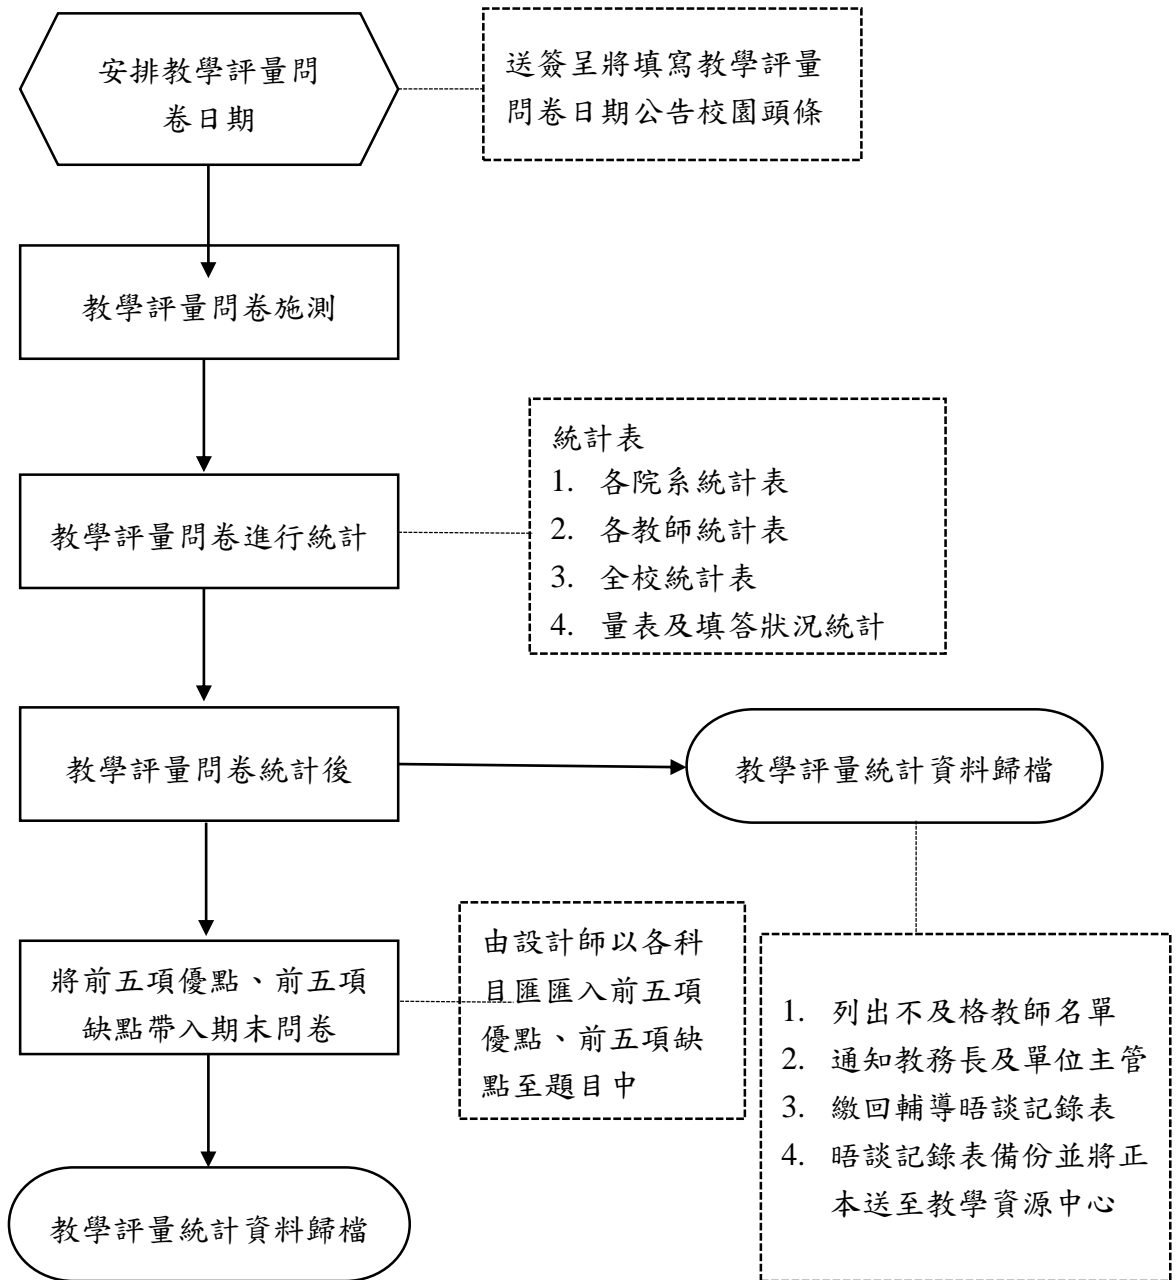 安排教學評量問
卷日期
送簽呈將填寫教學評量
問卷日期公告校園頭條
教學評量問卷施測
統計表
1. 各院系統計表
2. 各教師統計表
3. 全校統計表
4. 量表及填答狀況統計
教學評量問卷進行統計
教學評量問卷統計後
教學評量統計資料歸檔
將前五項優點、前五項
缺點帶入期末問卷
由設計師以各科
目匯匯入前五項
優點、前五項缺
點至題目中
1. 列出不及格教師名單
2. 通知教務長及單位主管
3. 繳回輔導晤談記錄表
4. 晤談記錄表備份並將正
本送至教學資源中心
教學評量統計資料歸檔